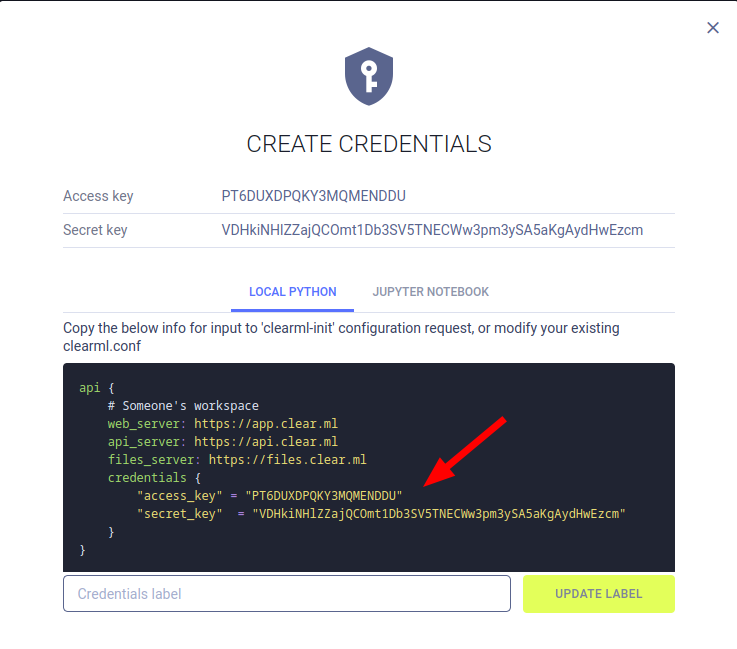 CREATE CREDENTIALS
Access key PT6DUXDPQKY3MQMENDDU
Secret key VDHkiNHlZZajQCOmt1Db3SV5TNECWw3pm3ySA5aKgAydHwEzcm
LOCAL PYTHON JUPYTER NOTEBOOK
Copy the below info for input to 'clearml-init' configuration request, or modify your existing
clearml.conf
api {
# Someone's workspace
web_server: https://app.clear.ml
api_server: https://api.clear.ml
files_server: https://files.clear.ml
credentials {
"access_key" = "PT6DUXDPQKY3MQMENDDU"
"secret_key" = "VDHkiNHlZZajQCOmt1Db3SV5TNECWw3pm3ySA5aKgAydHwEzcm"
}
}
Credentials label UPDATE LABEL